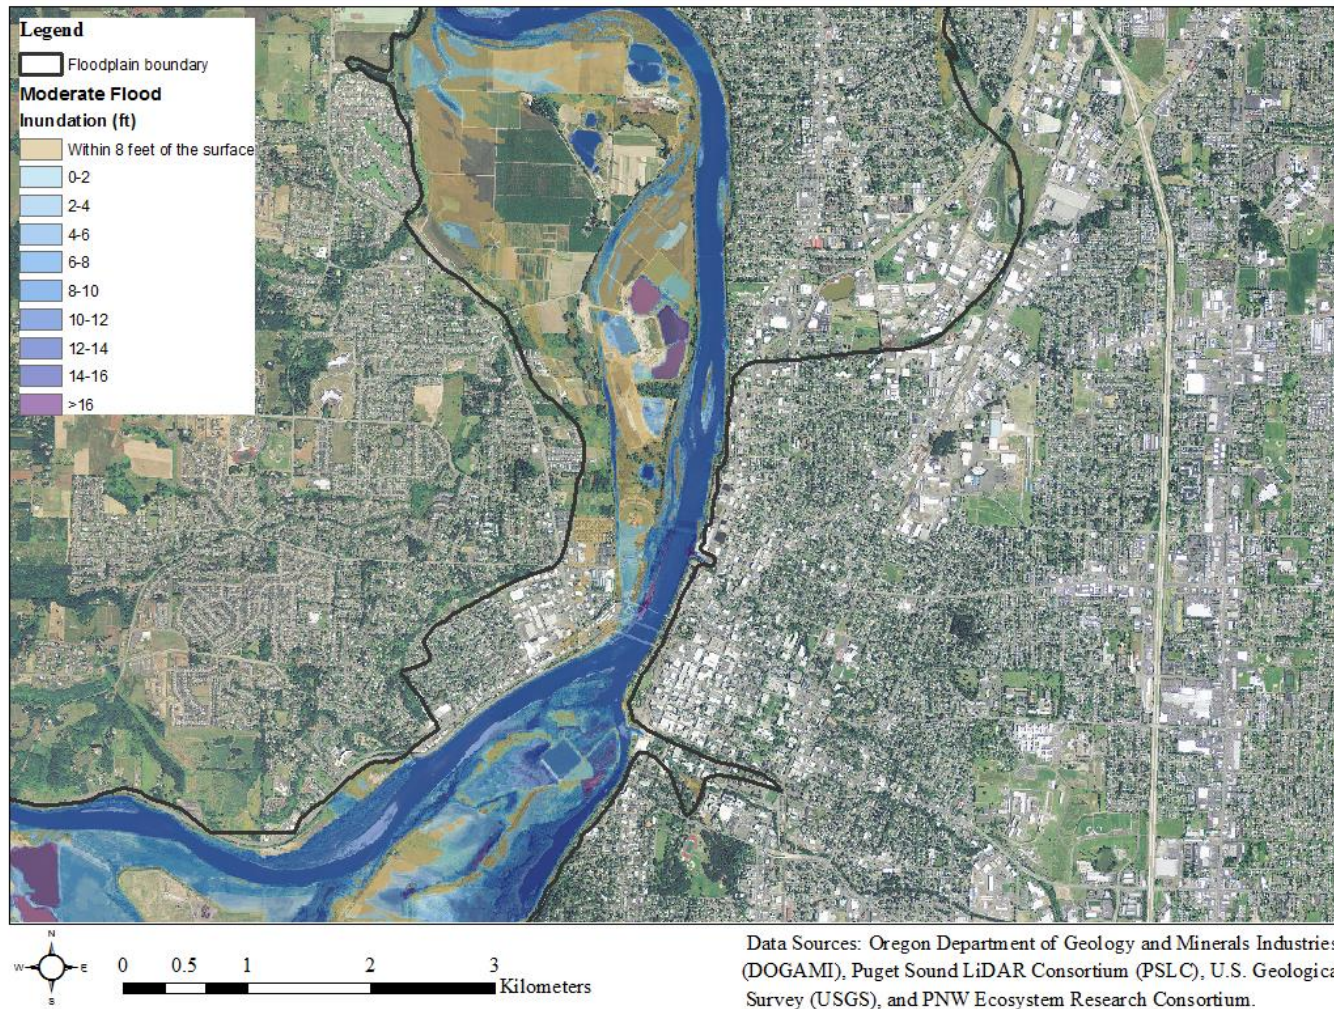 Legend
Floodplain boundary
Moderate Flood
Inundation (ft)
Within 8 feet of the surface
0-2
2-4
4-6
6-8
8-10
10-12
12-14
14-16
>16
N
W E
S
0 0.5 1 2 3
Kilometers
Data Sources: Oregon Department of Geology and Minerals Industries
(DOGAMI), Puget Sound LiDAR Consortium (PSLC), U.S. Geologica
Survey (USGS), and PNW Ecosystem Research Consortium.